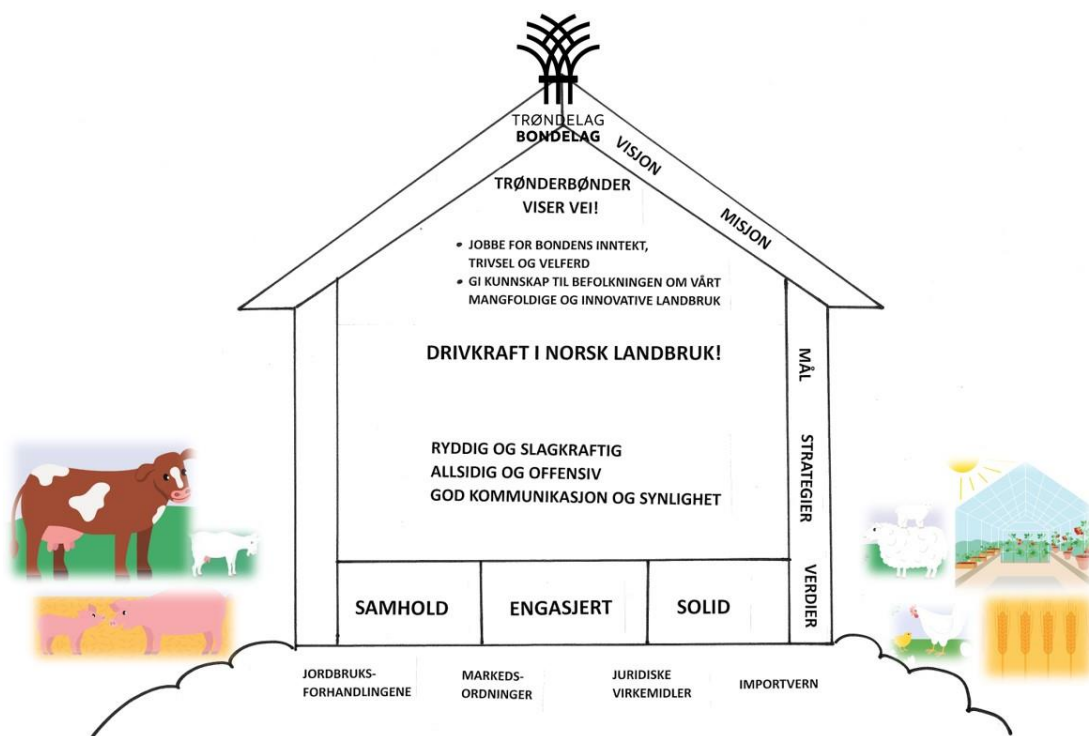 TRØNDELAG
BONDELAG
VISJON
MISJON
TRØNDERBØNDER
VISER VEI!
• JOBBE FOR BONDENS INNTEKT,
TRIVSEL OG VELFERD
• GI KUNNSKAP TIL BEFOLKNINGEN OM VÅRT
MANGFOLDIGE OG INNOVATIVE LANDBRUK
DRIVKRAFT I NORSK LANDBRUK!
MÅL
RYDDIG OG SLAGKRAFTIG
ALLSIDIG OG OFFENSIV
GOD KOMMUNIKASJON OG SYNLIGHET
STRATEGIER
SAMHOLD
ENGASJERT
SOLID
VERDIER
JORDBRUKS-
FORHANDLINGENE
MARKEDS-
ORDNINGER
JURIDISKE
VIRKEMIDLER
IMPORTVERN